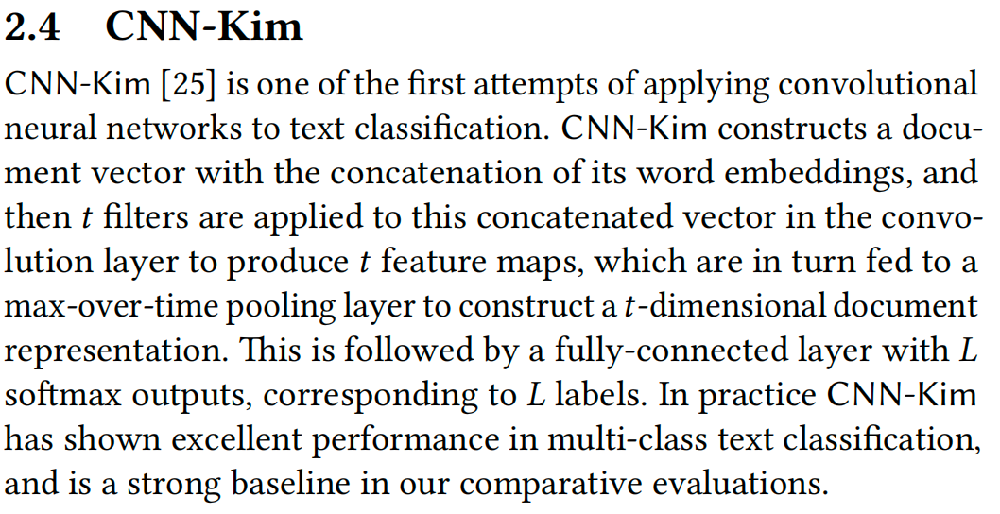 2.4 CNN-Kim
CNN-Kim [25] is one of the first attempts of applying convolutional
neural networks to text classification. CNN-Kim constructs a docu-
ment vector with the concatenation of its word embeddings, and
then t filters are applied to this concatenated vector in the convo-
lution layer to produce t feature maps, which are in turn fed to a
max-over-time pooling layer to construct a t-dimensional document
representation. This is followed by a fully-connected layer with L
softmax outputs, corresponding to L labels. In practice CNN-Kim
has shown excellent performance in multi-class text classification,
and is a strong baseline in our comparative evaluations.